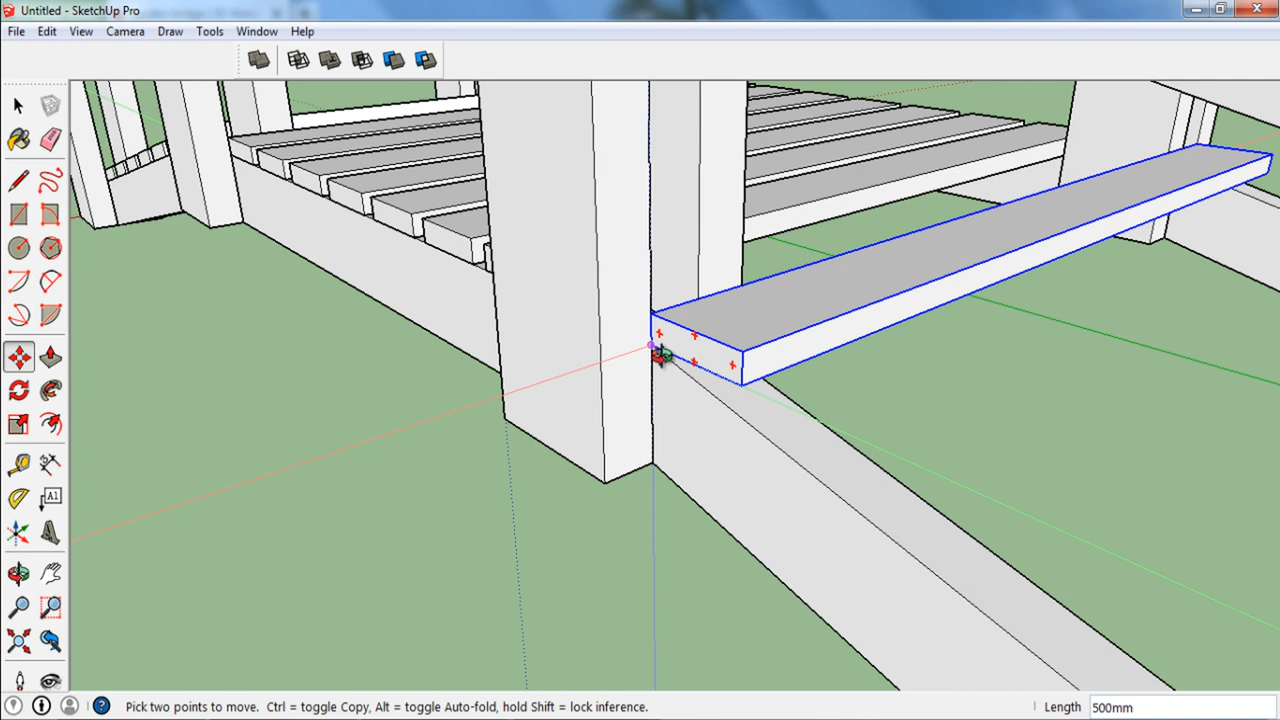 Untitled - SketchUp Pro
File Edit View Camera Draw Tools Window Help
A1
Pick two points to move. Ctrl = toggle Copy, Alt = toggle Auto-fold, hold Shift = lock inference.
Length 500mm